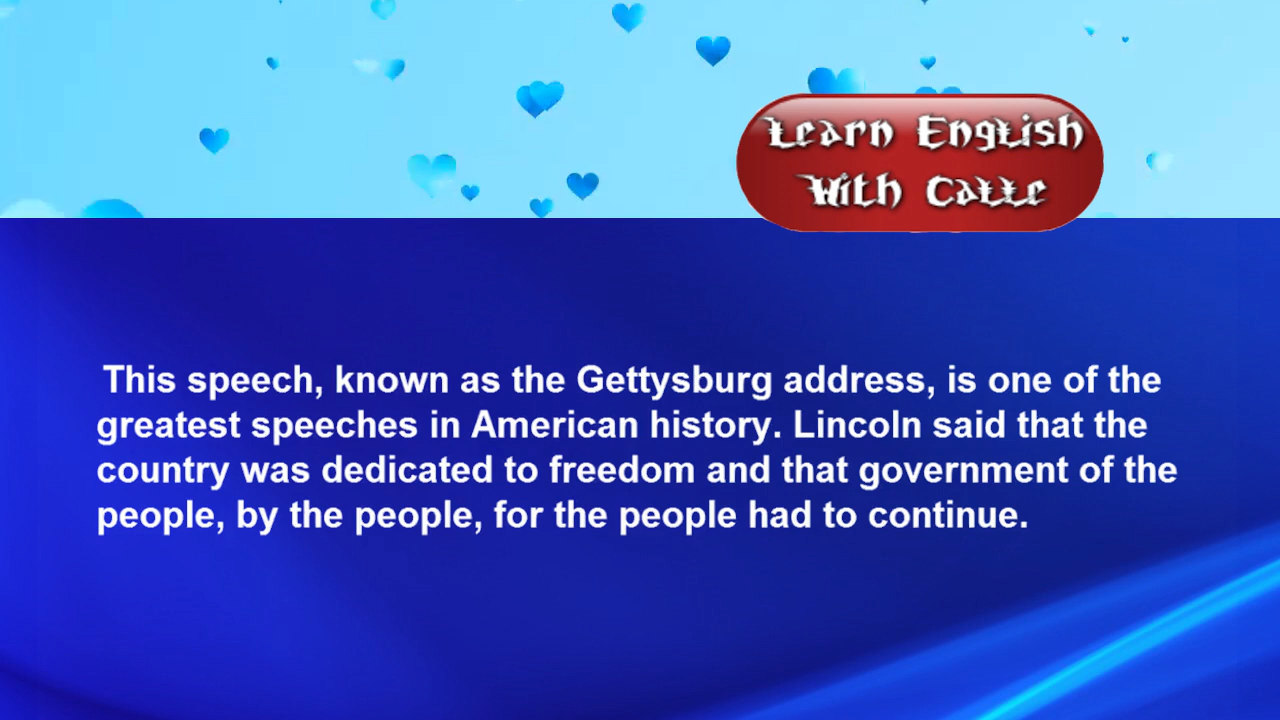 Learn English
With Calle
This speech, known as the Gettysburg address, is one of the
greatest speeches in American history. Lincoln said that the
country was dedicated to freedom and that government of the
people, by the people, for the people had to continue.